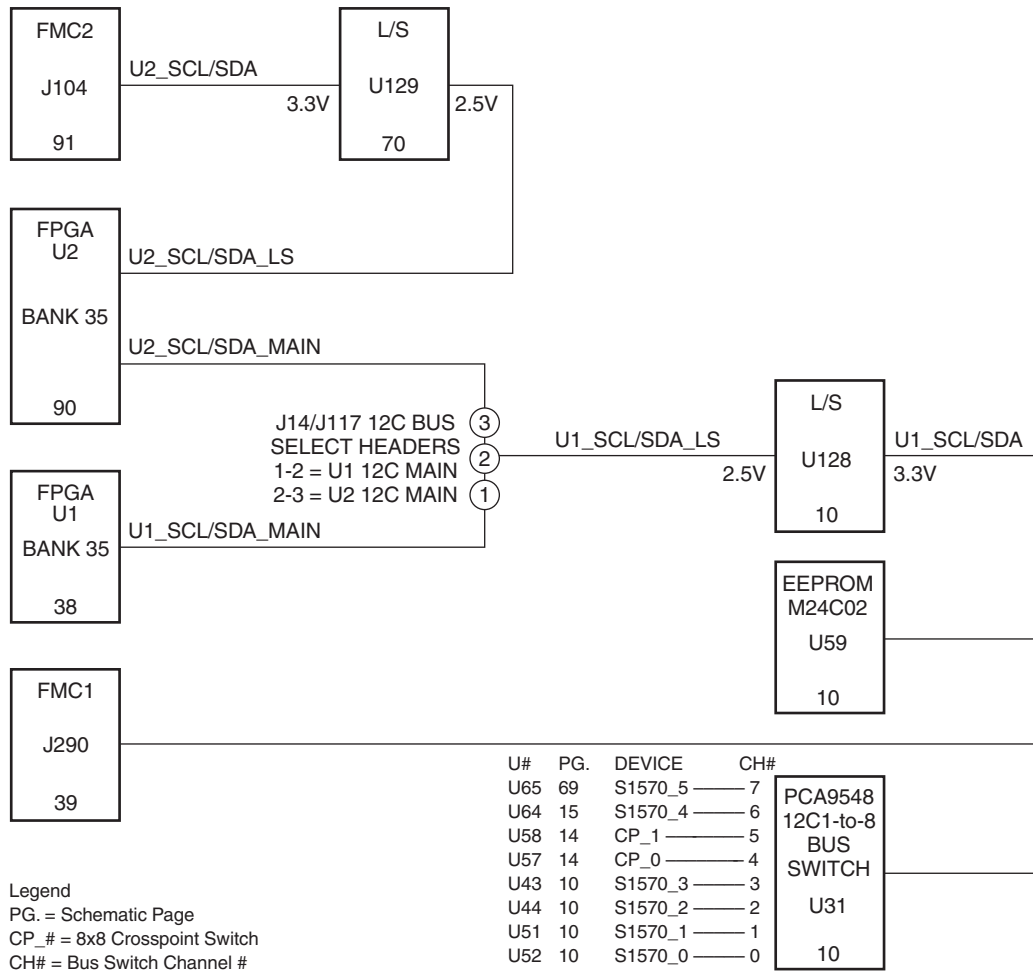 FMC2
J104
91
U2_SCL/SDA
3.3V
L/S
U129
70
2.5V
FPGA
U2
BANK 35
90
U2_SCL/SDA_LS
U2_SCL/SDA_MAIN
J14/J117 12C BUS
SELECT HEADERS
1-2 = U1 12C MAIN
2-3 = U2 12C MAIN
3
2
1
U1_SCL/SDA_LS
2.5V
L/S
U128
10
U1_SCL/SDA
3.3V
FPGA
U1
BANK 35
38
U1_SCL/SDA_MAIN
EEPROM
M24C02
U59
10
FMC1
J290
39
U# PG. DEVICE CH#
U65 69 S1570_5 7
U64 15 S1570_4 6
U58 14 CP_1 5
U57 14 CP_0 4
U43 10 S1570_3 3
U44 10 S1570_2 2
U51 10 S1570_1 1
U52 10 S1570_0 0
PCA9548
12C1-to-8
BUS
SWITCH
U31
10
Legend
PG. = Schematic Page
CP_# = 8x8 Crosspoint Switch
CH# = Bus Switch Channel #